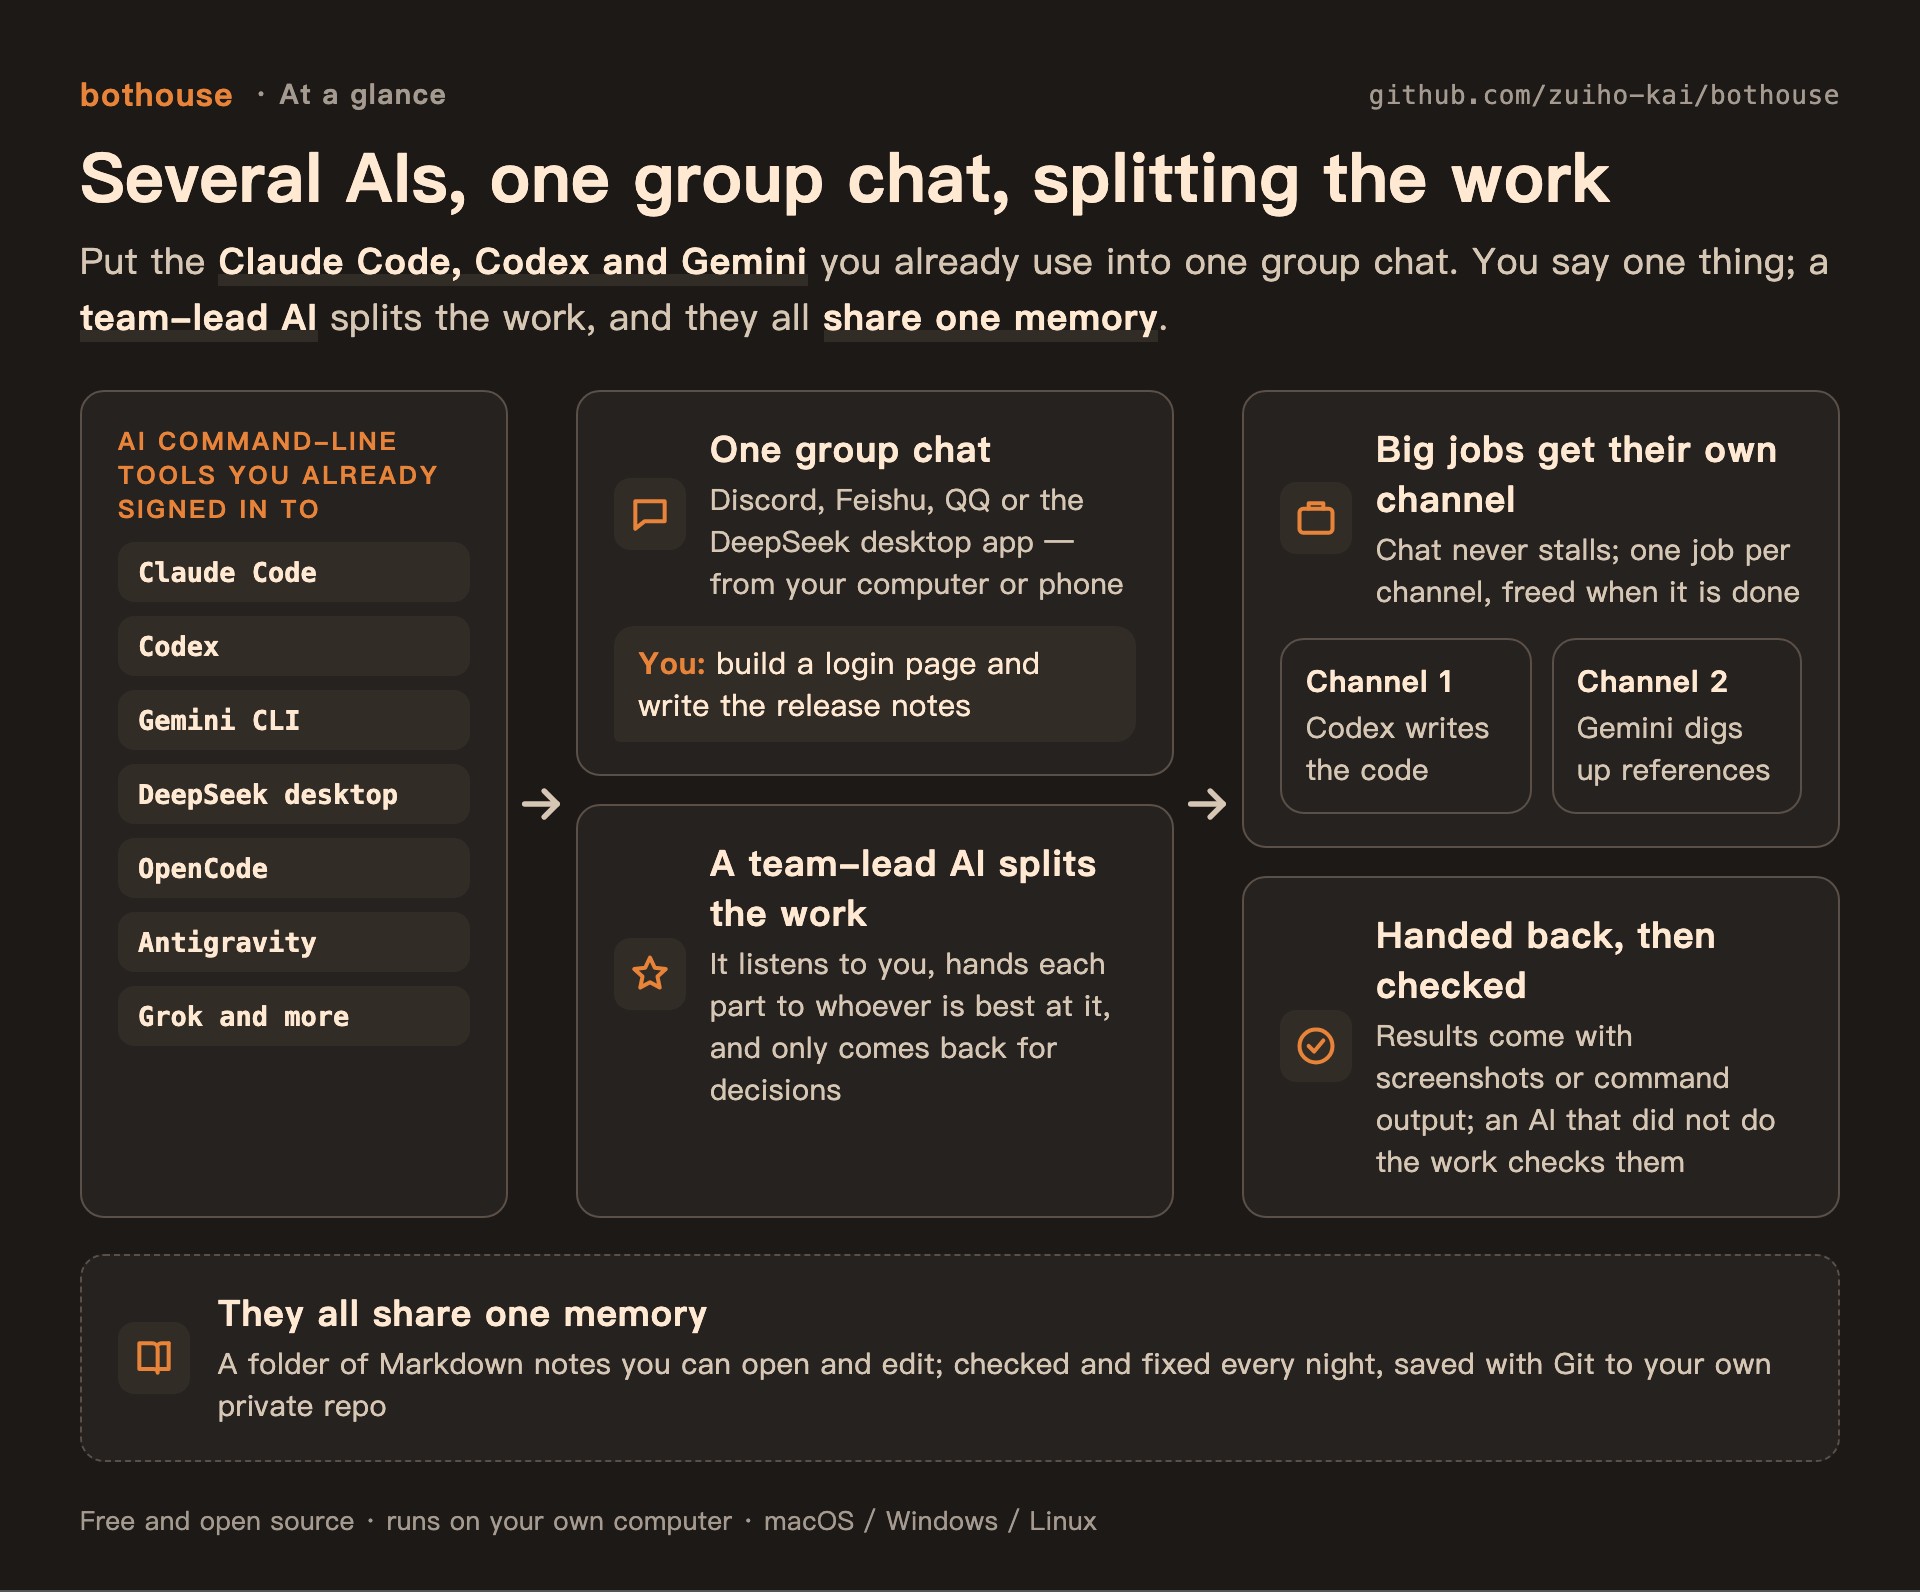 bothouse · At a glance
github.com/zuiho-kai/bothouse
Several AIs, one group chat, splitting the work
Put the Claude Code, Codex and Gemini you already use into one group chat. You say one thing; a
team-lead AI splits the work, and they all share one memory.
AI COMMAND-LINE
TOOLS YOU ALREADY
SIGNED IN TO
Claude Code
Codex
Gemini CLI
DeepSeek desktop
OpenCode
Antigravity
Grok and more
One group chat
Discord, Feishu, QQ or the
DeepSeek desktop app —
from your computer or phone
You: build a login page and
write the release notes
A team-lead AI splits
the work
It listens to you, hands each
part to whoever is best at it,
and only comes back for
decisions
Big jobs get their own
channel
Chat never stalls; one job per
channel, freed when it is done
Channel 1
Codex writes
the code
Channel 2
Gemini digs
up references
Handed back, then
checked
Results come with
screenshots or command
output; an AI that did not do
the work checks them
They all share one memory
A folder of Markdown notes you can open and edit; checked and fixed every night, saved with Git to your own
private repo
Free and open source · runs on your own computer · macOS / Windows / Linux